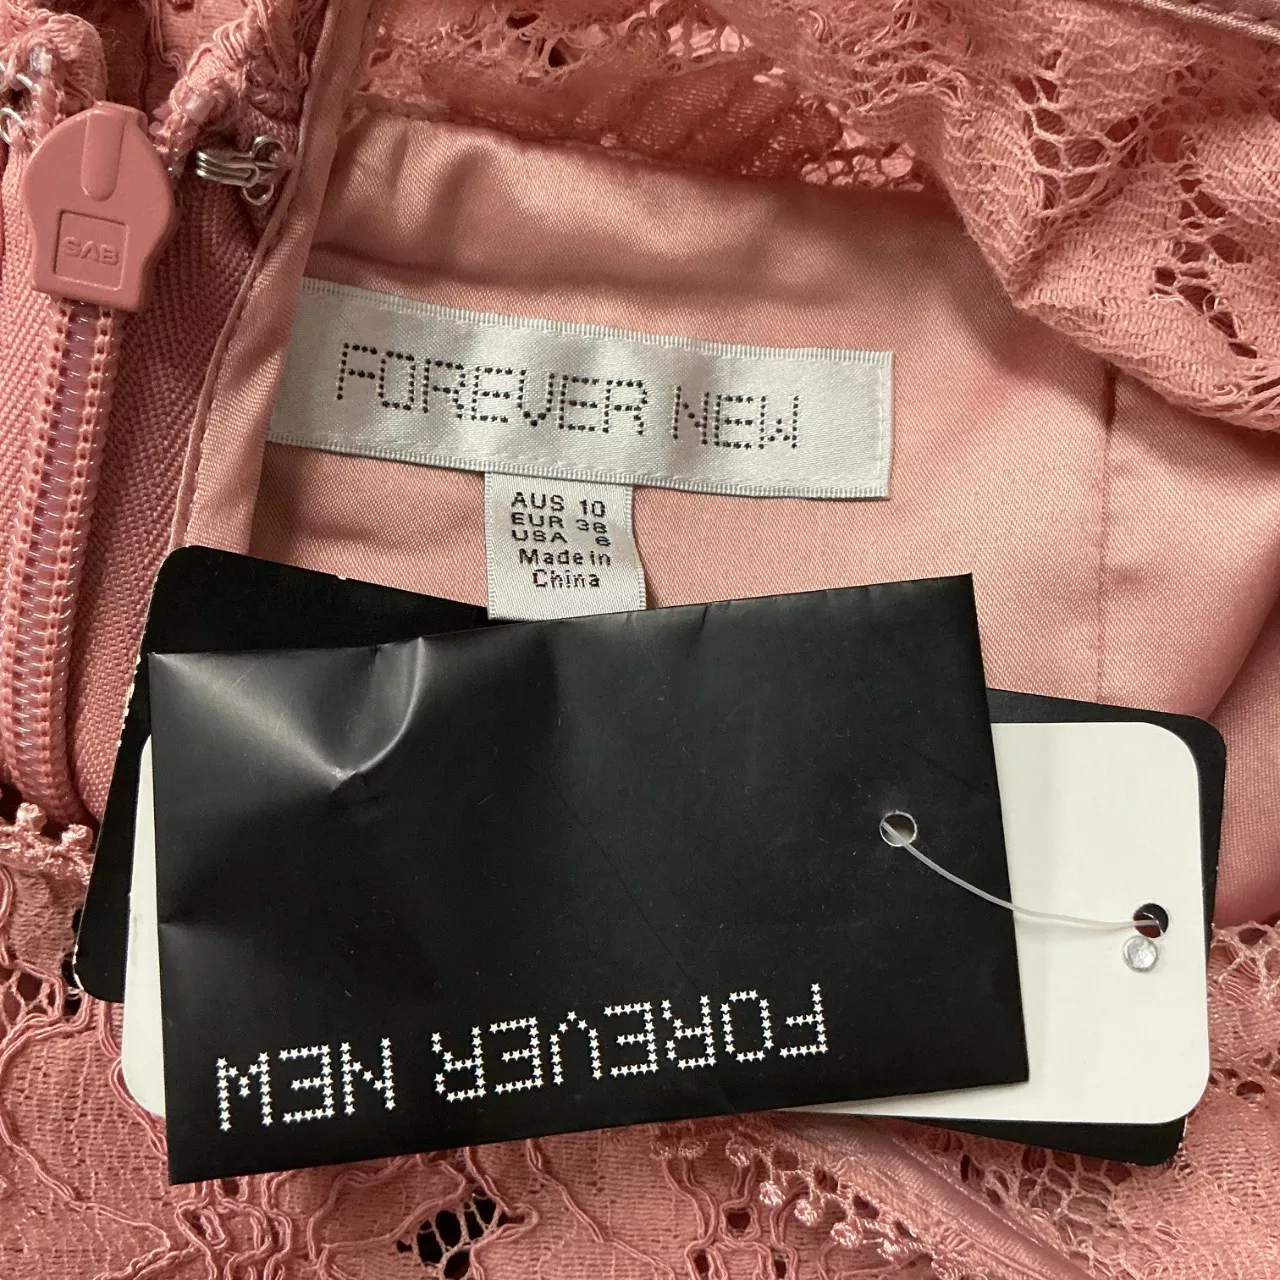 SAB
FOREVER NEW
AUS 10
EUR 38
USA 6
Made in
China
FOREVER NEW